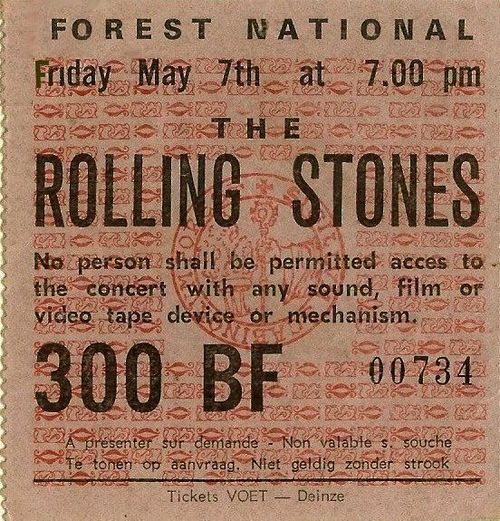 FOREST NATIONAL
Friday May 7th at 7.00 pm
THE
ROLLING STONES
No person shall be permitted acces to
the concert with any sound, film or
video tape device or mechanism.
300 BF 00734
A présenter sur demande - Non valable s. souche
Te tonen op aanvraag. Niet geldig zonder strook
Tickets VOET — Deinze